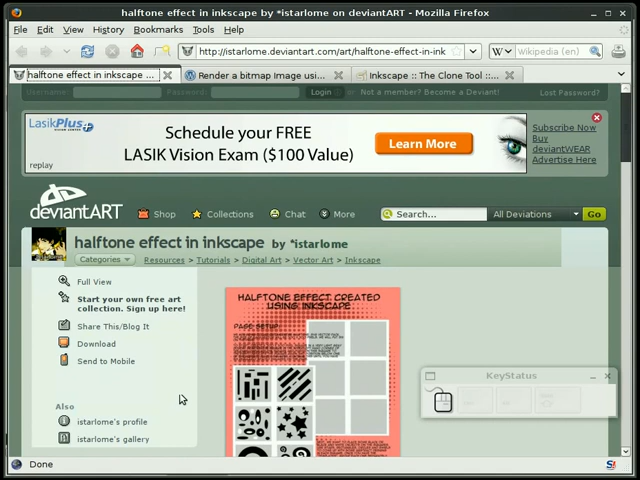 halftone effect in inkscape by *istarlome on deviantART - Mozilla Firefox
File Edit View History Bookmarks Tools Help
http://istarlome.deviantart.com/art/halftone-effect-in-ink
W Wikipedia (en)
halftone effect in inkscape ...
Render a bitmap Image usi...
Inkscape :: The Clone Tool ::...
Username: Password: Login or Not a member? Become a Deviant! Lost Password?
LasikPlus
VISION CENTER
Schedule your FREE
LASIK Vision Exam ($100 Value)
Learn More
replay
Subscribe Now
Buy
deviantWEAR
Advertise Here
deviantART
Shop Collections Chat More
Search... All Deviations Go
halftone effect in inkscape by *istarlome
Categories Resources > Tutorials > Digital Art > Vector Art > Inkscape
Full View
Start your own free art
collection. Sign up here!
Share This/Blog It
Download
Send to Mobile
Also
istarlome's profile
istarlome's gallery
HALFTONE EFFECT CREATED
USING INKSCAPE
PAGE SETUP
KeyStatus
Done